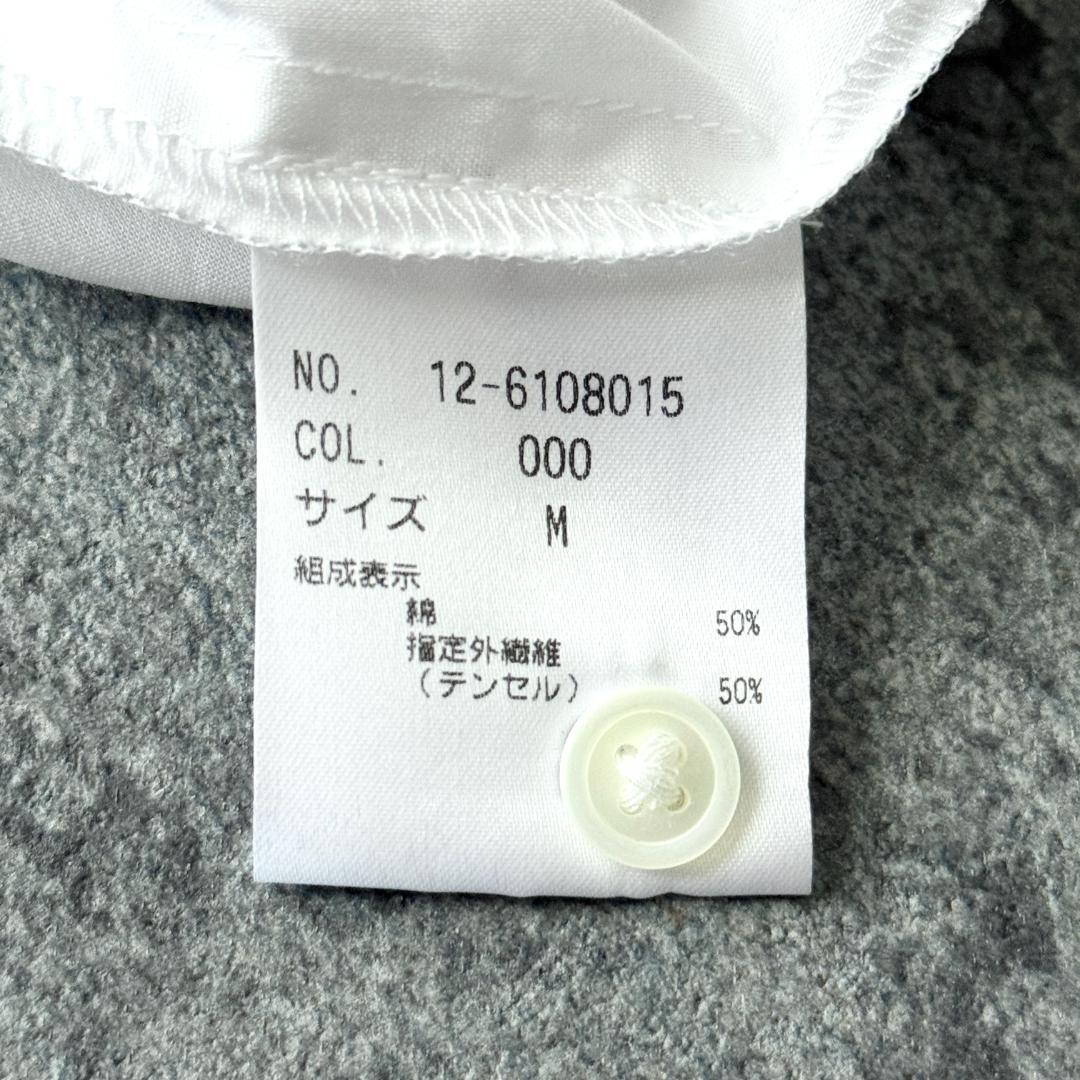 NO. 12-6108015
COL. 000
サイズ M
組成表示
綿 50%
指定外繊維
(テンセル) 50%